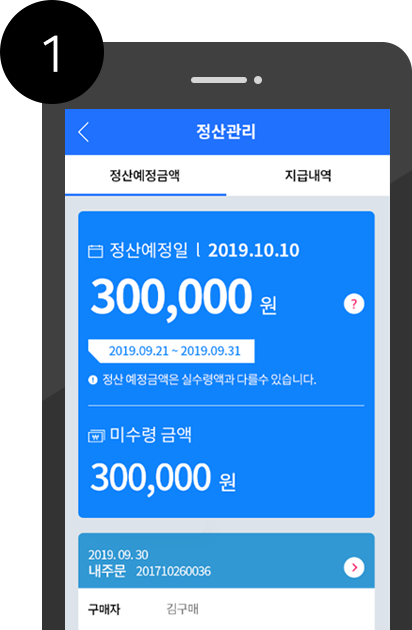 1
정산관리
정산예정금액 지급내역
정산예정일 | 2019.10.10
300,000 원 ?
2019.09.21 ~ 2019.09.31
정산 예정금액은 실수령액과 다를수 있습니다.
미수령 금액
300,000 원
2019. 09. 30
내주문 201710260036
구매자 김구매